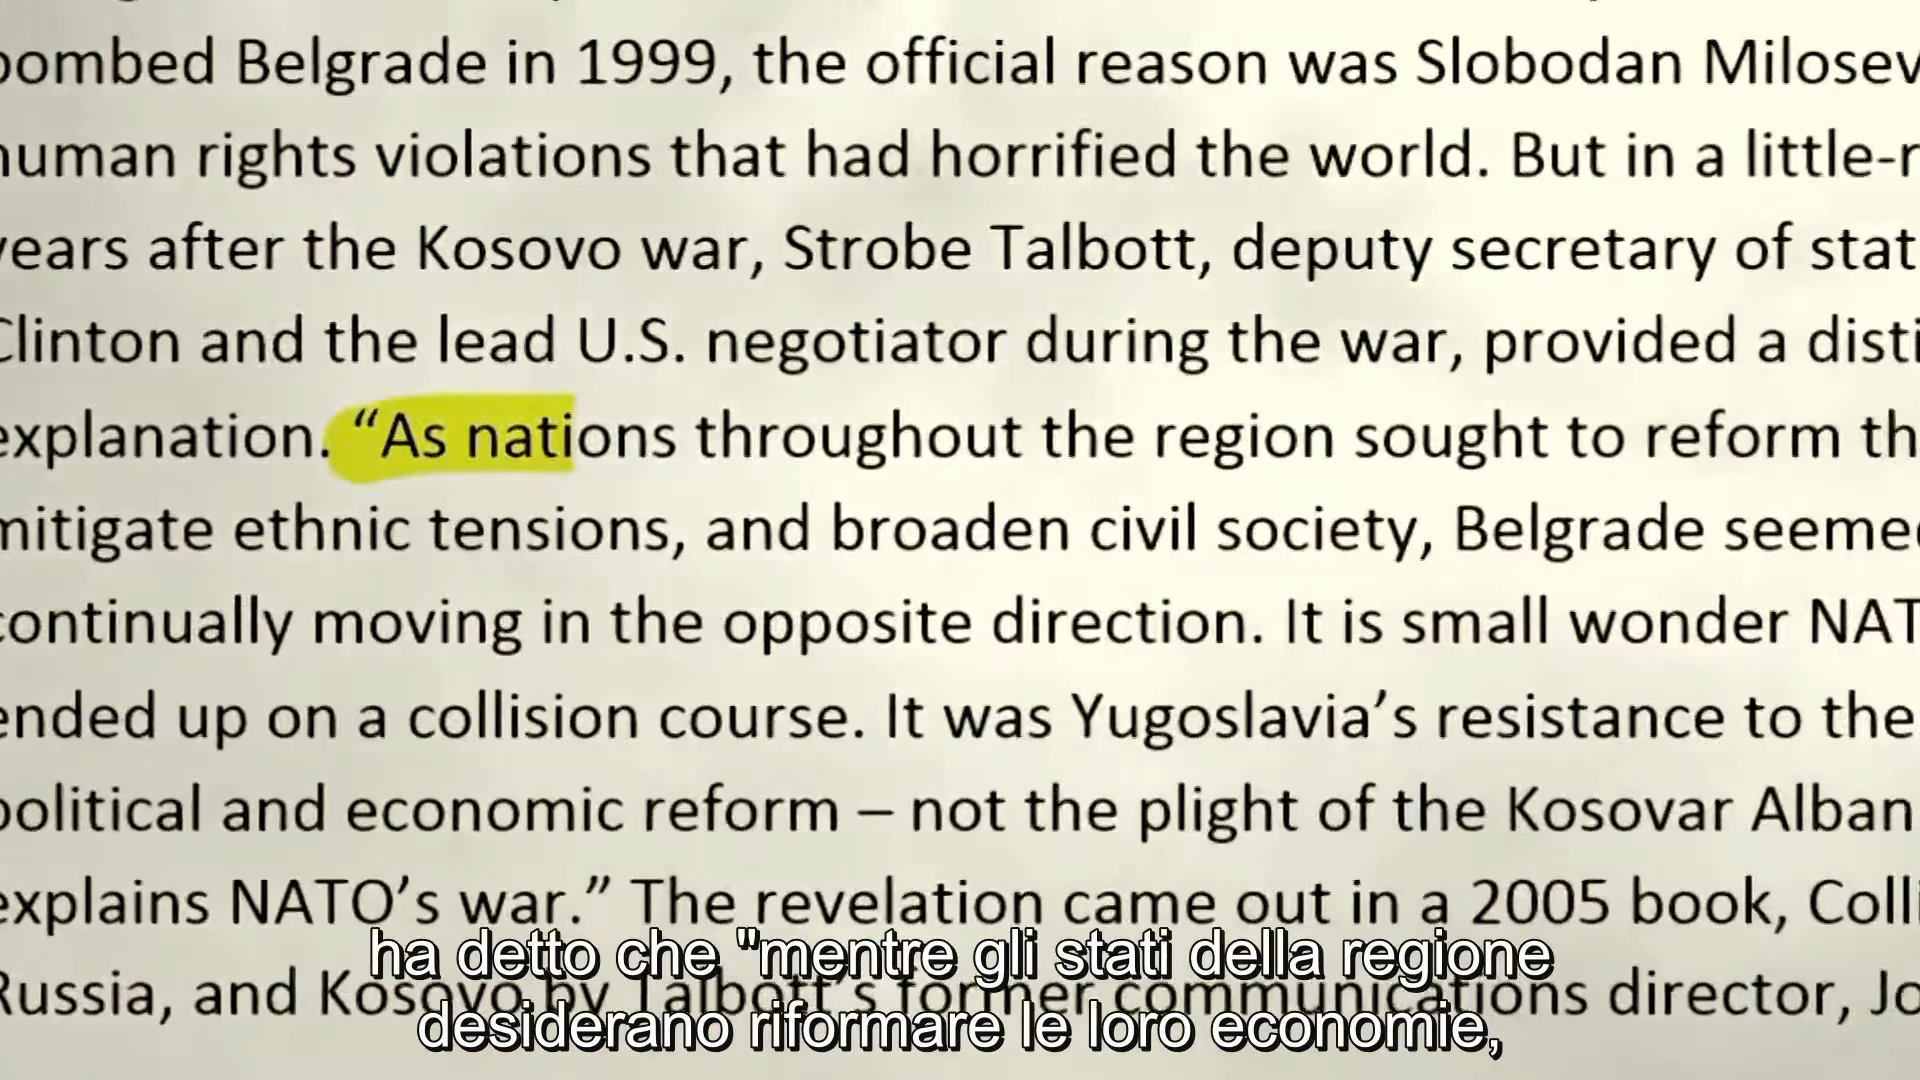 bombed Belgrade in 1999, the official reason was Slobodan Milosev
human rights violations that had horrified the world. But in a little-r
years after the Kosovo war, Strobe Talbott, deputy secretary of stat
Clinton and the lead U.S. negotiator during the war, provided a disti
explanation. “As nations throughout the region sought to reform th
mitigate ethnic tensions, and broaden civil society, Belgrade seemed
continually moving in the opposite direction. It is small wonder NAT
ended up on a collision course. It was Yugoslavia’s resistance to the
political and economic reform – not the plight of the Kosovar Alban
explains NATO’s war.” The revelation came out in a 2005 book, Colli
Russia, and Kosovo by Talbott’s former communications director, Jo
ha detto che "mentre gli stati della regione
desiderano riformare le loro economie,